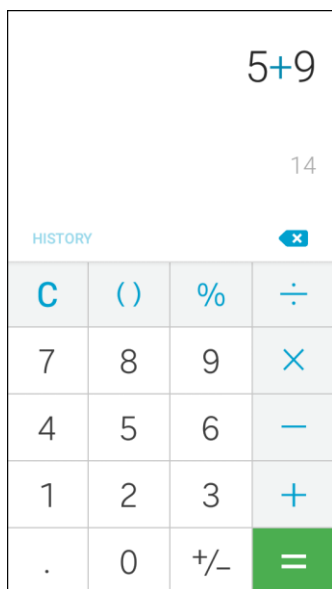 5+9
14
HISTORY
C () % ÷
7 8 9 ×
4 5 6 −
1 2 3 +
. 0 +/− =